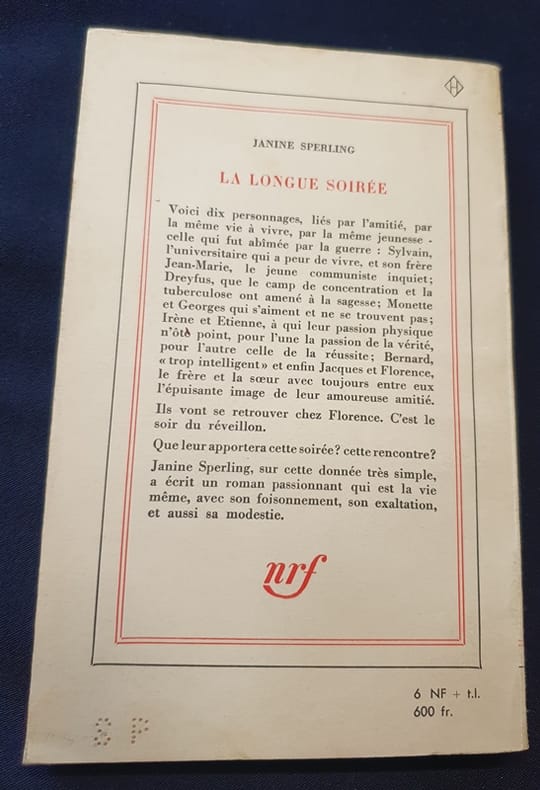 H
JANINE SPERLING
LA LONGUE SOIRÉE
Voici dix personnages, liés par l'amitié, par
la même vie à vivre, par la même jeunesse -
celle qui fut abîmée par la guerre : Sylvain,
l'universitaire qui a peur de vivre, et son frère
Jean-Marie, le jeune communiste inquiet;
Dreyfus, que le camp de concentration et la
tuberculose ont amené à la sagesse; Monette
et Georges qui s'aiment et ne se trouvent pas;
Irène et Etienne, à qui leur passion physique
n'ôte point, pour l'une la passion de la vérité,
pour l'autre celle de la réussite; Bernard,
« trop intelligent » et enfin Jacques et Florence,
le frère et la sœur avec toujours entre eux
l'épuisante image de leur amoureuse amitié.
Ils vont se retrouver chez Florence. C'est le
soir du réveillon.
Que leur apportera cette soirée? cette rencontre?
Janine Sperling, sur cette donnée très simple,
a écrit un roman passionnant qui est la vie
même, avec son foisonnement, son exaltation,
et aussi sa modestie.
nrf
6 NF + t.l.
600 fr.
S P